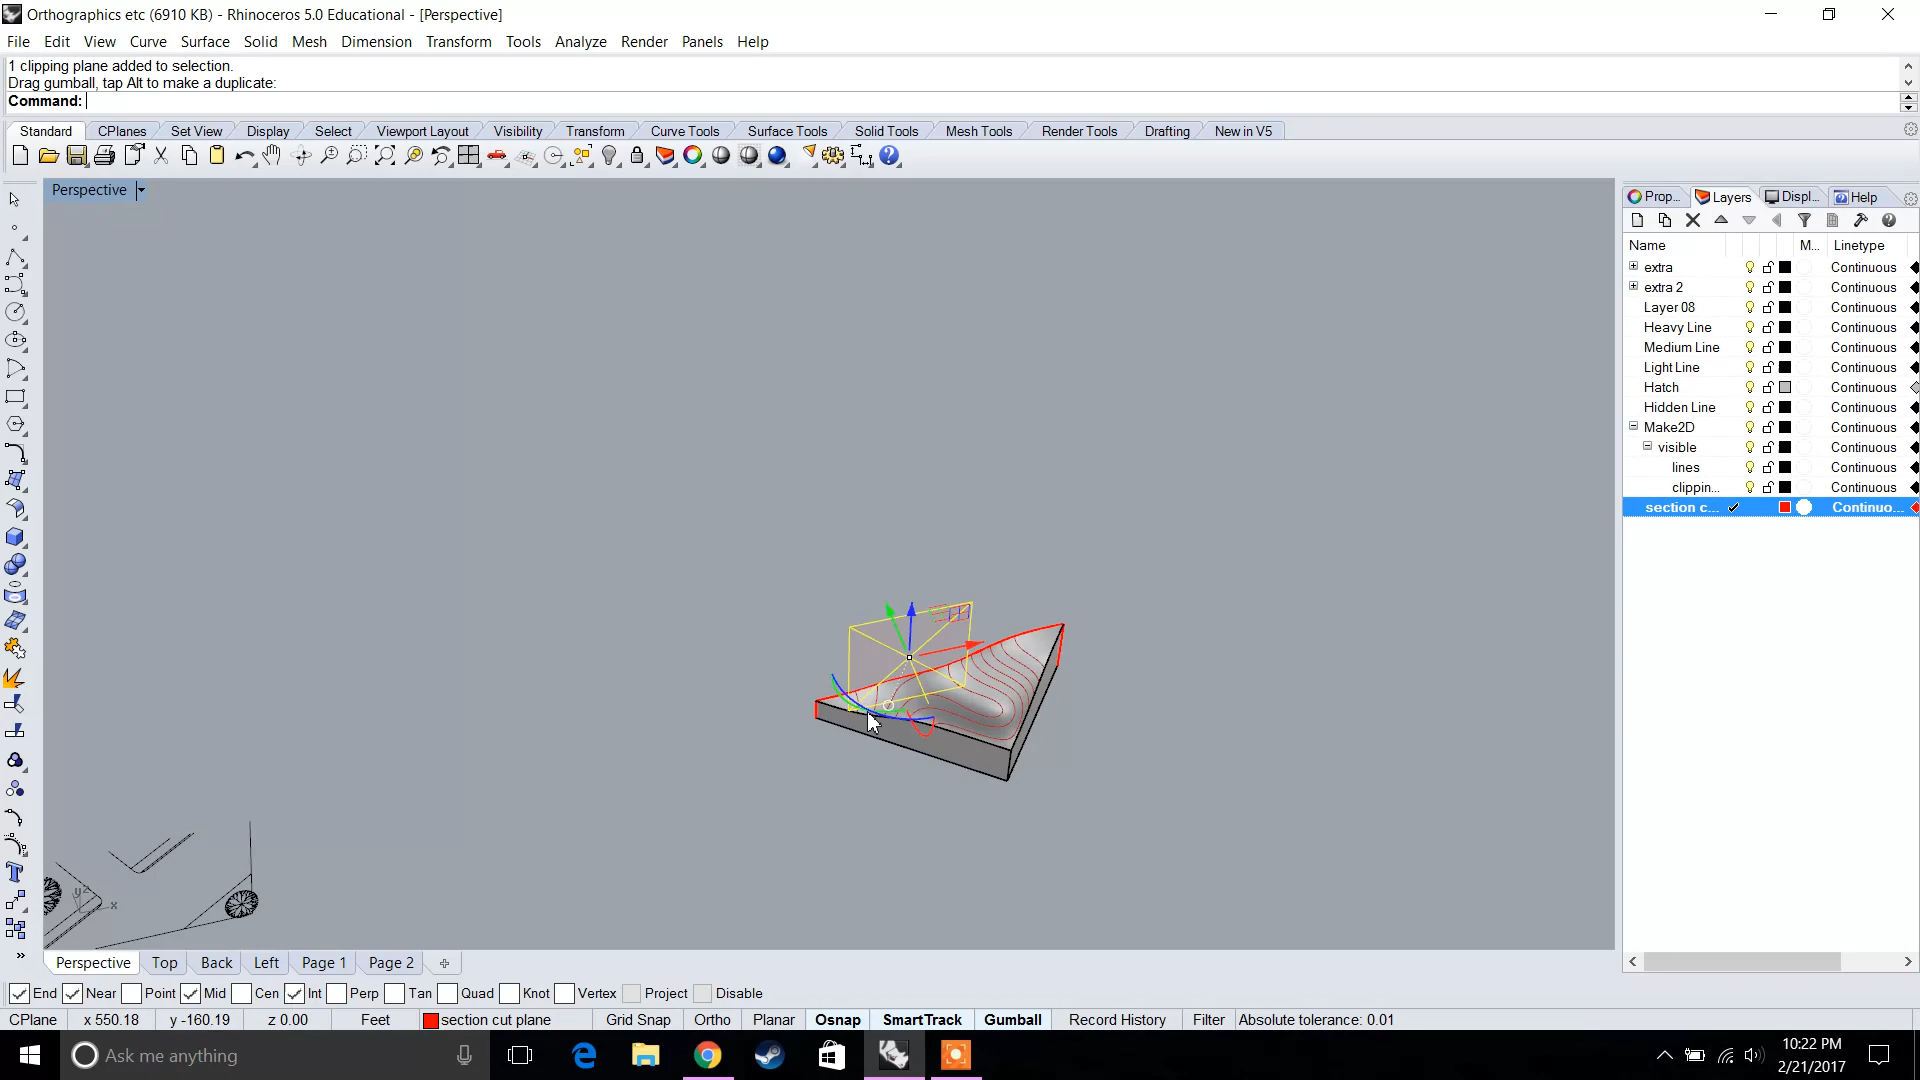 Orthographics etc (6910 KB) - Rhinoceros 5.0 Educational - [Perspective]
File Edit View Curve Surface Solid Mesh Dimension Transform Tools Analyze Render Panels Help
1 clipping plane added to selection.
Drag gumball, tap Alt to make a duplicate:
Command:
Standard CPlanes Set View Display Select Viewport Layout Visibility Transform Curve Tools Surface Tools Solid Tools Mesh Tools Render Tools Drafting New in V5
Perspective
Prop... Layers Displ... Help
Name M... Linetype
extra Continuous
extra 2 Continuous
Layer 08 Continuous
Heavy Line Continuous
Medium Line Continuous
Light Line Continuous
Hatch Continuous
Hidden Line Continuous
Make2D Continuous
visible Continuous
lines Continuous
clippin... Continuous
section c... Continuo...
z
y
x
Perspective Top Back Left Page 1 Page 2
End Near Point Mid Cen Int Perp Tan Quad Knot Vertex Project Disable
CPlane x 550.18 y -160.19 z 0.00 Feet section cut plane Grid Snap Ortho Planar Osnap SmartTrack Gumball Record History Filter Absolute tolerance: 0.01
Ask me anything
10:22 PM
2/21/2017